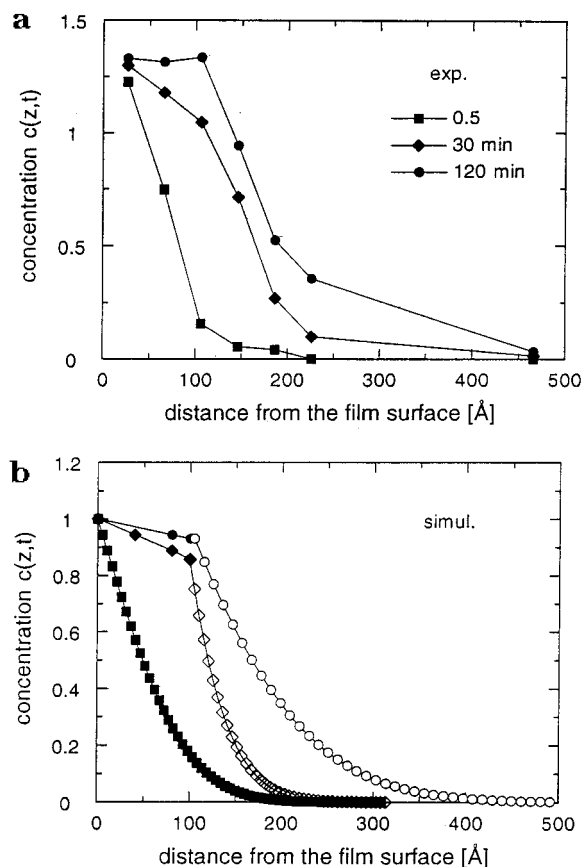 a
1.5
1
0.5
0
concentration c(z,t)
exp.
0.5
30 min
120 min
0
100
200
300
400
500
distance from the film surface [Å]
b
1.2
1
0.8
0.6
0.4
0.2
0
concentration c(z,t)
simul.
0
100
200
300
400
500
distance from the film surface [Å]